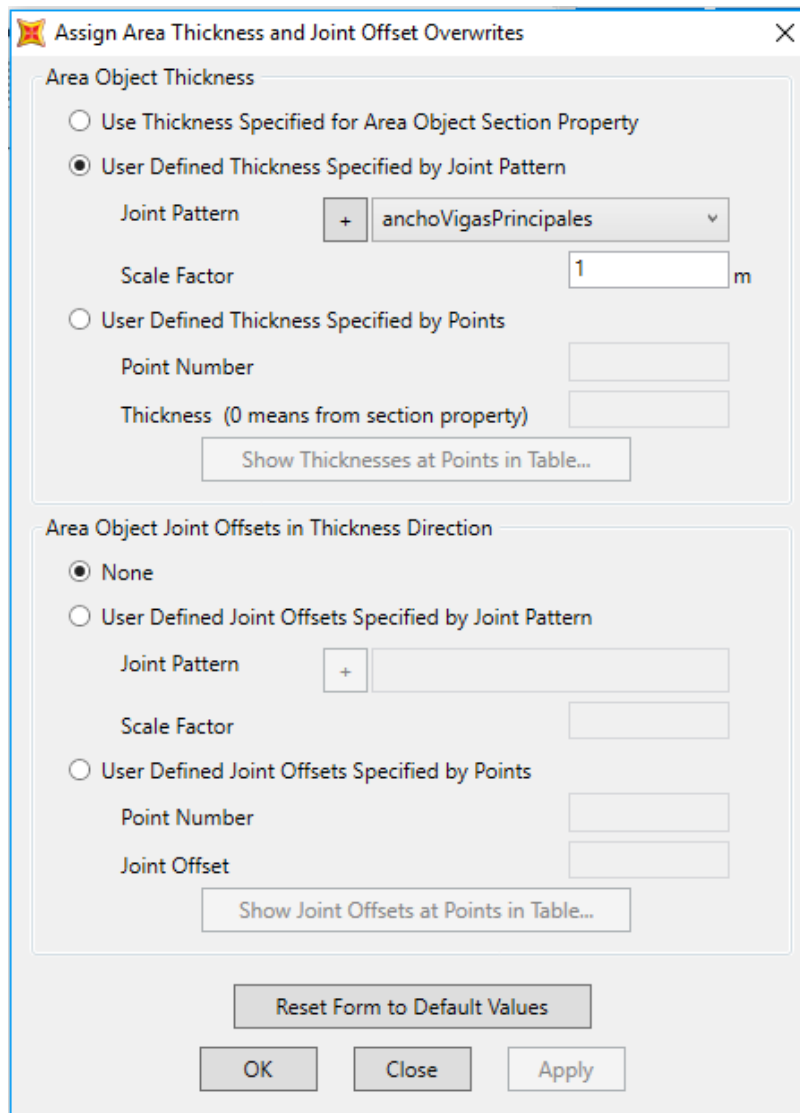 Assign Area Thickness and Joint Offset Overwrites
Area Object Thickness
Use Thickness Specified for Area Object Section Property
User Defined Thickness Specified by Joint Pattern
Joint Pattern + anchoVigasPrincipales
Scale Factor 1 m
User Defined Thickness Specified by Points
Point Number
Thickness (0 means from section property)
Show Thicknesses at Points in Table...
Area Object Joint Offsets in Thickness Direction
None
User Defined Joint Offsets Specified by Joint Pattern
Joint Pattern +
Scale Factor
User Defined Joint Offsets Specified by Points
Point Number
Joint Offset
Show Joint Offsets at Points in Table...
Reset Form to Default Values
OK Close Apply